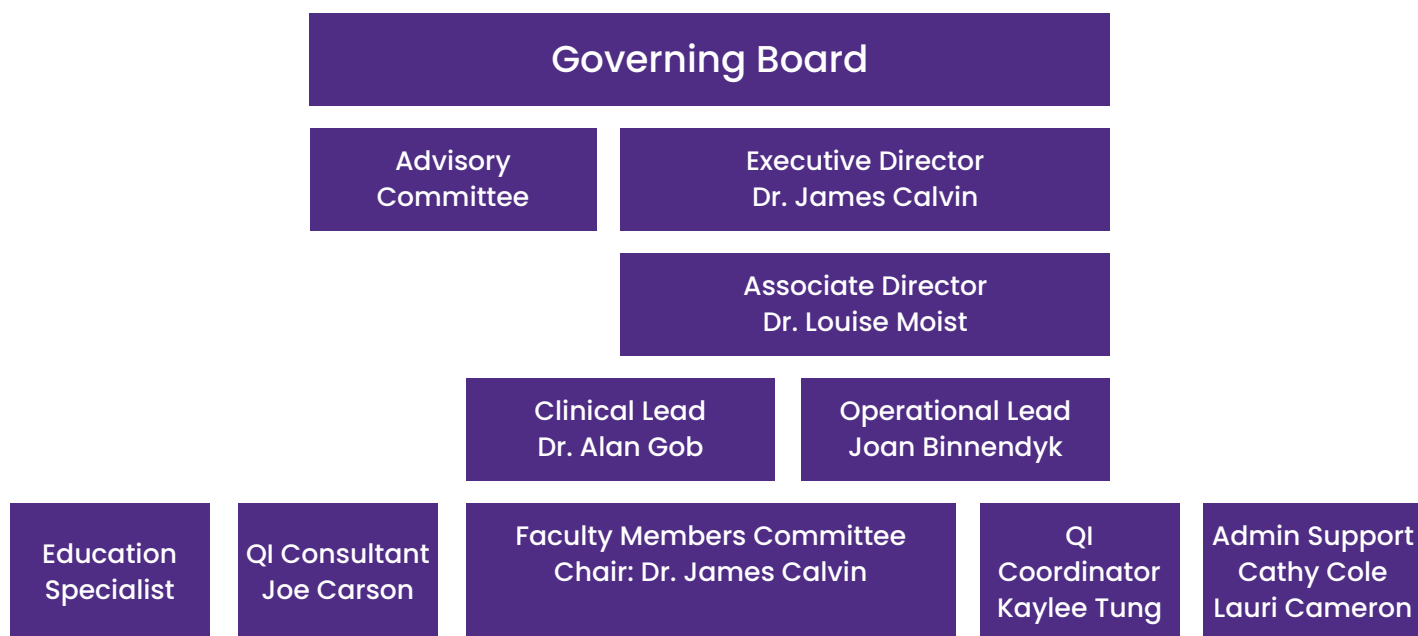 Governing Board
Advisory
Committee
Executive Director
Dr. James Calvin
Associate Director
Dr. Louise Moist
Clinical Lead
Dr. Alan Gob
Operational Lead
Joan Binnendyk
Education
Specialist
QI Consultant
Joe Carson
Faculty Members Committee
Chair: Dr. James Calvin
QI
Coordinator
Kaylee Tung
Admin Support
Cathy Cole
Lauri Cameron